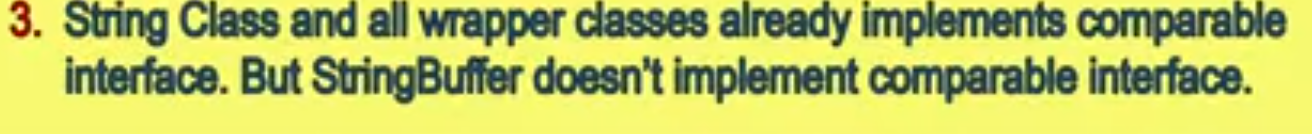 3. String Class and all wrapper classes already implements comparable
interface. But StringBuffer doesn't implement comparable interface.